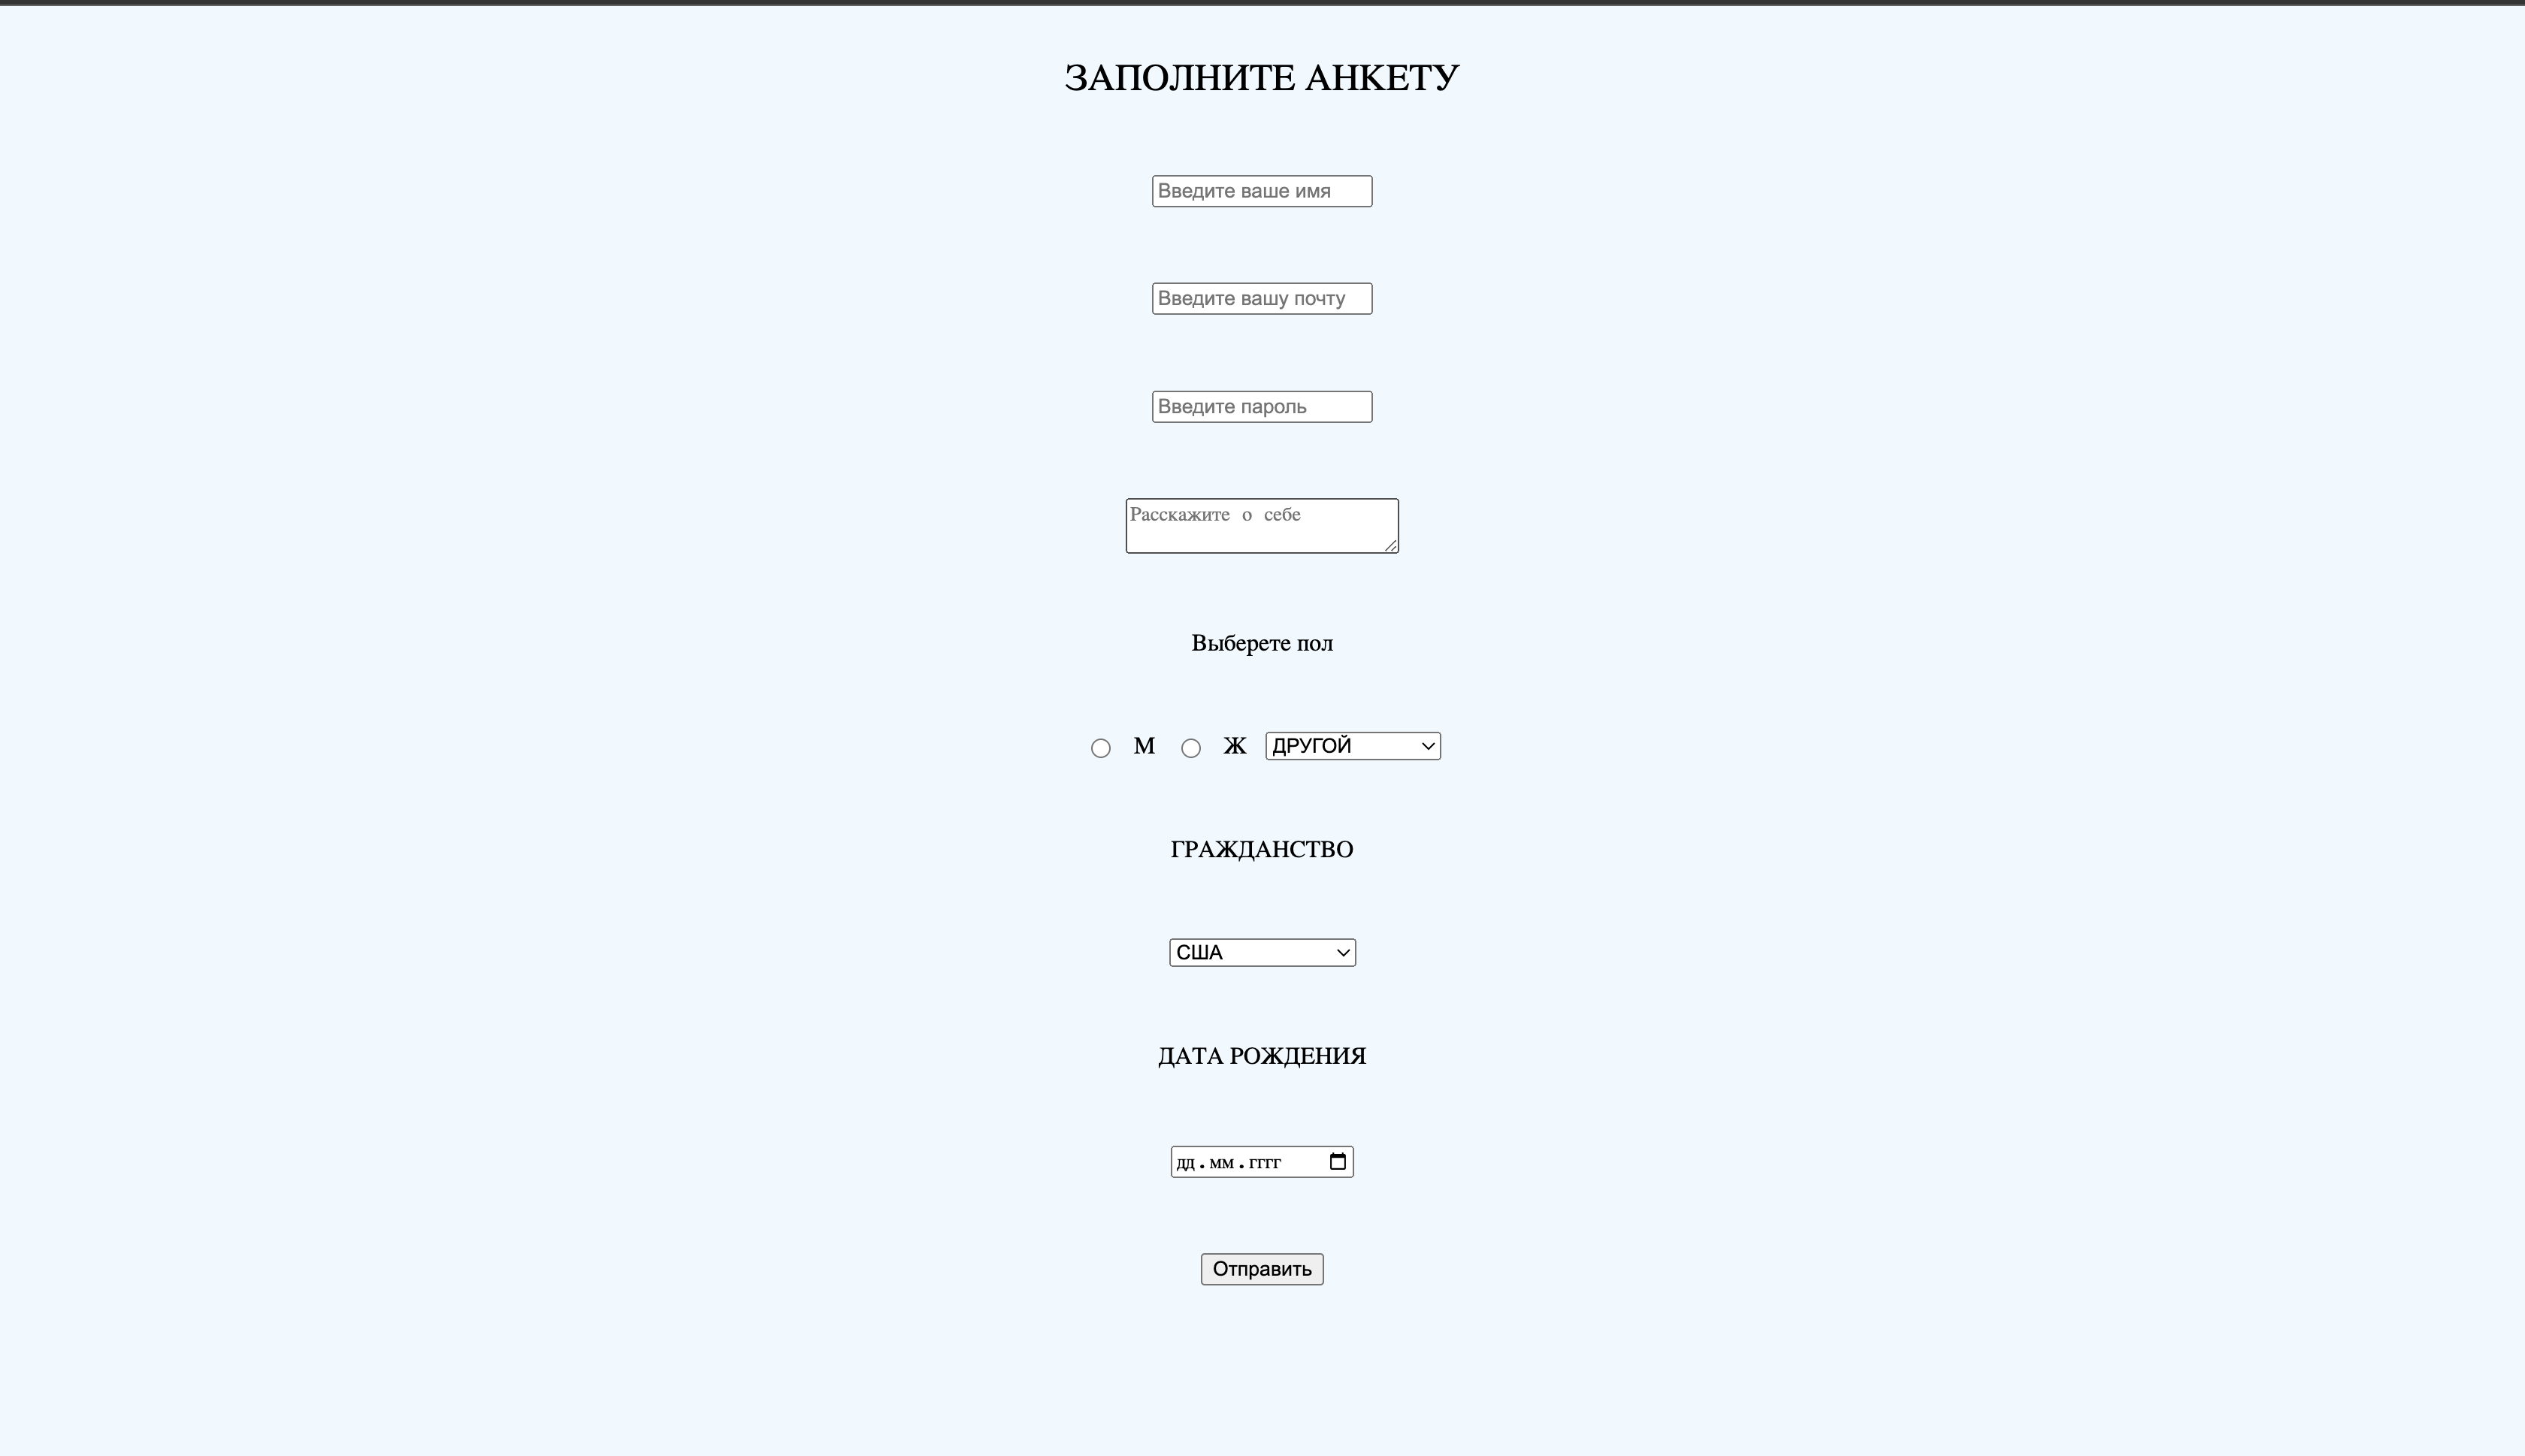 ЗАПОЛНИТЕ АНКЕТУ
Введите ваше имя
Введите вашу почту
Введите пароль
Расскажите о себе
Выберете пол
М Ж ДРУГОЙ
ГРАЖДАНСТВО
США
ДАТА РОЖДЕНИЯ
дд.мм.гггг
Отправить